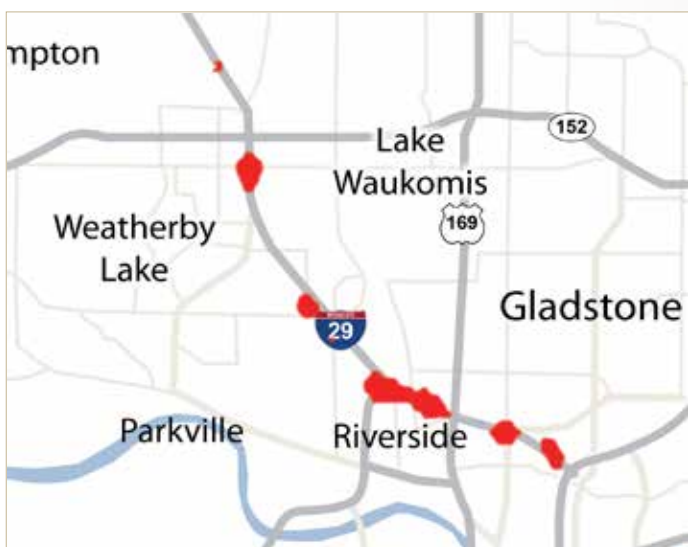 mpton
152
Lake
Waukomis
169
Weatherby
Lake
Gladstone
29
Parkville
Riverside